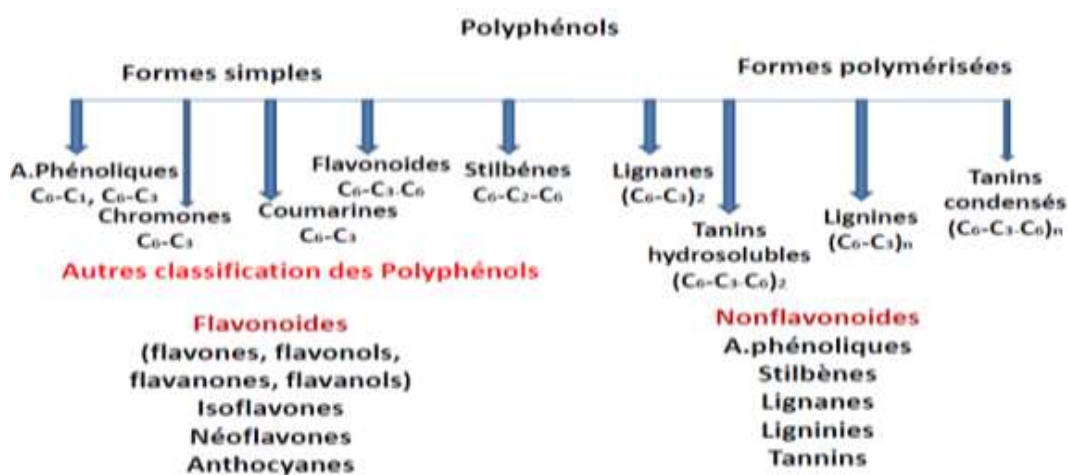 Polyphénols
Formes simples
Formes polymérisées
A.Phénoliques
C₆-C₁, C₆-C₃
Chromones
C₆-C₃
Coumarines
C₆-C₃
Flavonoides
C₆-C₃-C₆
Stilbénes
C₆-C₂-C₆
Lignanes
(C₆-C₃)₂
Tanins
hydrosolubles
(C₆-C₃-C₆)₂
Lignines
(C₆-C₃)n
Tanins
condensés
(C₆-C₃-C₆)n
Autres classification des Polyphénols
Flavonoides
(flavones, flavonols,
flavanones, flavanols)
Isoflavones
Néoflavones
Anthocyanes
Nonflavonoides
A.phénoliques
Stilbènes
Lignanes
Ligninies
Tannins